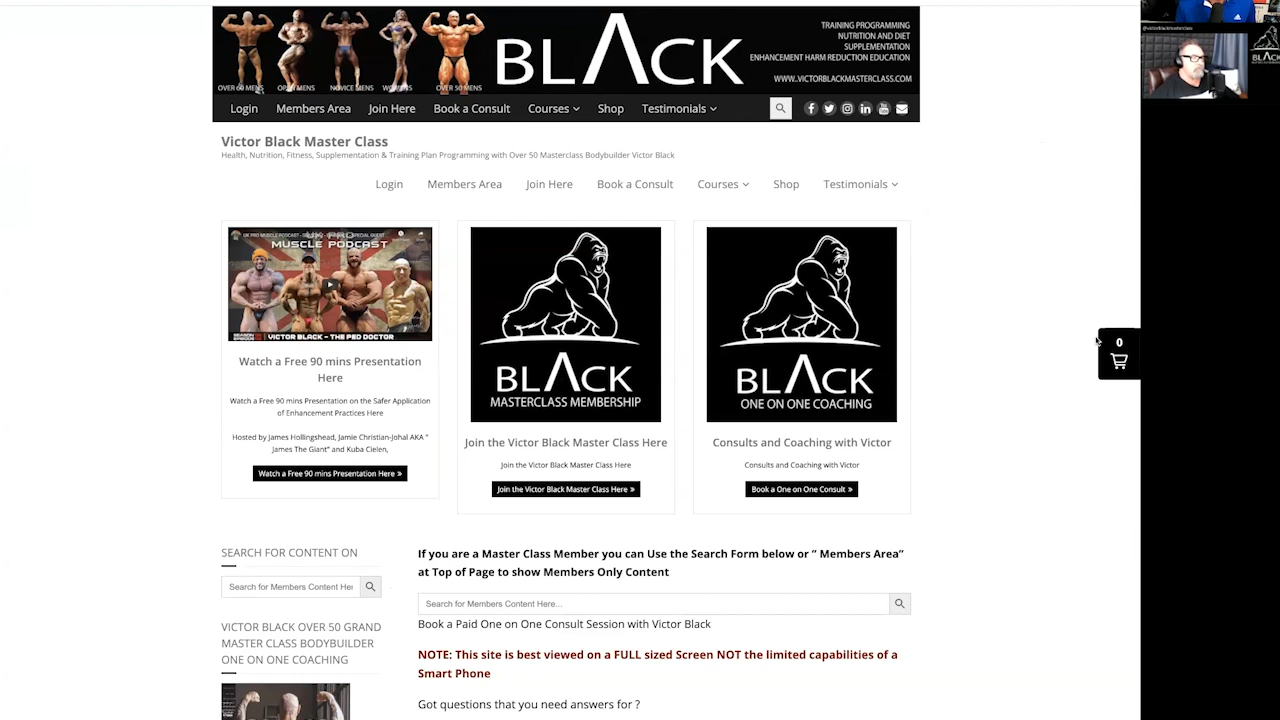 BLACK
TRAINING PROGRAMMING
NUTRITION AND DIET
SUPPLEMENTATION
ENHANCEMENT HARM REDUCTION EDUCATION
WWW.VICTORBLACKMASTERCLASS.COM
OVER 60 MENS OPEN MENS NOVICE MENS WOMENS OVER 50 MENS
Login Members Area Join Here Book a Consult Courses Shop Testimonials
Victor Black Master Class
Health, Nutrition, Fitness, Supplementation & Training Plan Programming with Over 50 Masterclass Bodybuilder Victor Black
Login Members Area Join Here Book a Consult Courses Shop Testimonials
MUSCLE PODCAST
VICTOR BLACK - THE PED DOCTOR
Watch a Free 90 mins Presentation
Here
Watch a Free 90 mins Presentation on the Safer Application
of Enhancement Practices Here
Hosted by James Hollingshead, Jamie Christian-Johal AKA "
James The Giant" and Kuba Cielen,
Watch a Free 90 mins Presentation Here »
BLACK
MASTERCLASS MEMBERSHIP
Join the Victor Black Master Class Here
Join the Victor Black Master Class Here
Join the Victor Black Master Class Here »
BLACK
ONE ON ONE COACHING
Consults and Coaching with Victor
Consults and Coaching with Victor
Book a One on One Consult »
0
SEARCH FOR CONTENT ON
Search for Members Content Her
VICTOR BLACK OVER 50 GRAND
MASTER CLASS BODYBUILDER
ONE ON ONE COACHING
If you are a Master Class Member you can Use the Search Form below or " Members Area"
at Top of Page to show Members Only Content
Search for Members Content Here...
Book a Paid One on One Consult Session with Victor Black
NOTE: This site is best viewed on a FULL sized Screen NOT the limited capabilities of a
Smart Phone
Got questions that you need answers for ?